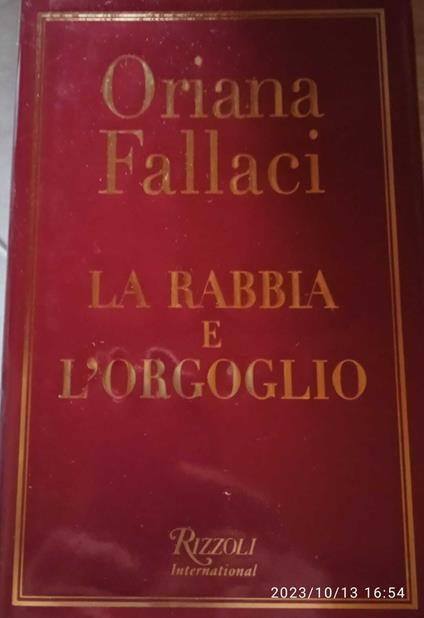 Oriana
Fallaci
LA RABBIA
E
L'ORGOGLIO
RIZZOLI
International
2023/10/13 16:54